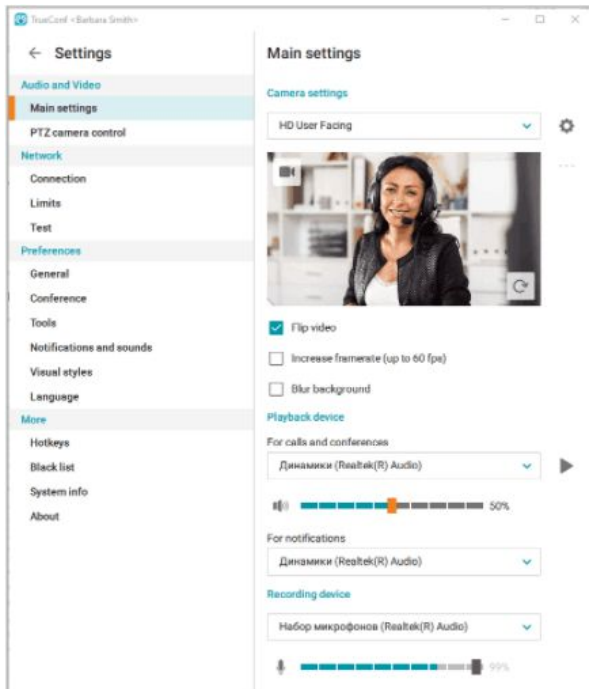 TrueConf <Barbara Smith>
Settings
Audio and Video
Main settings
PTZ camera control
Network
Connection
Limits
Test
Preferences
General
Conference
Tools
Notifications and sounds
Visual styles
Language
More
Hotkeys
Black list
System info
About
Main settings
Camera settings
HD User Facing
Flip video
Increase framerate (up to 60 fps)
Blur background
Playback device
For calls and conferences
Динамики (Realtek(R) Audio)
50%
For notifications
Динамики (Realtek(R) Audio)
Recording device
Набор микрофонов (Realtek(R) Audio)
99%